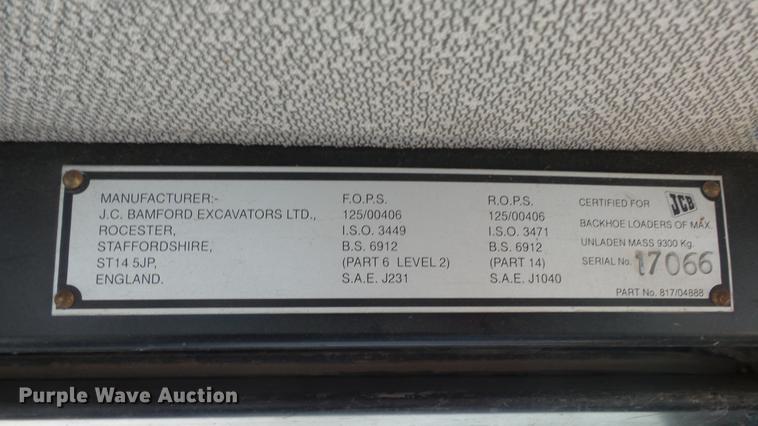 MANUFACTURER:-
J.C. BAMFORD EXCAVATORS LTD.,
ROCESTER,
STAFFORDSHIRE,
ST14 5JP,
ENGLAND.
F.O.P.S.
125/00406
I.S.O. 3449
B.S. 6912
(PART 6 LEVEL 2)
S.A.E. J231
R.O.P.S.
125/00406
I.S.O. 3471
B.S. 6912
(PART 14)
S.A.E. J1040
CERTIFIED FOR JCB
BACKHOE LOADERS OF MAX.
UNLADEN MASS 9300 Kg.
SERIAL No. 17066
PART No. 817/04888
Purple Wave Auction